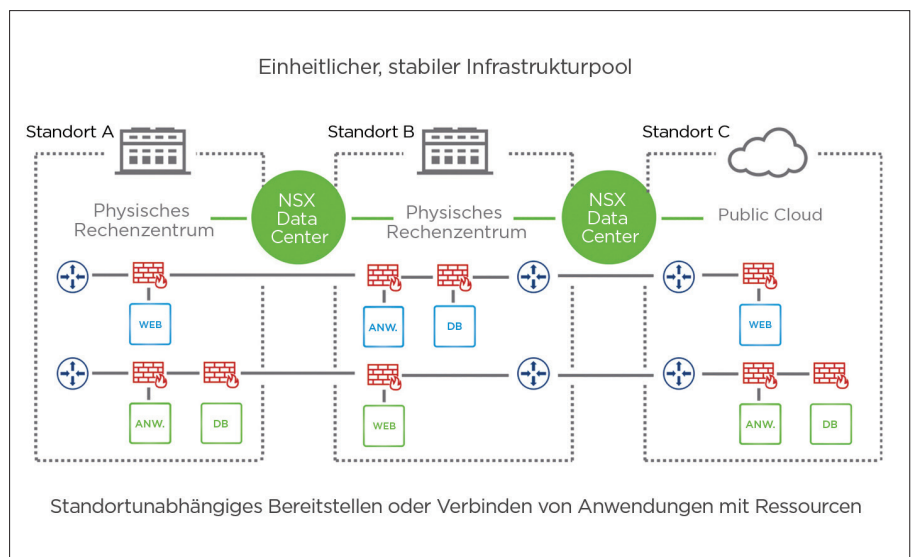 Einheitlicher, stabiler Infrastrukturpool
Standort A
Standort B
Standort C
Physisches
Rechenzentrum
NSX
Data
Center
Physisches
Rechenzentrum
NSX
Data
Center
Public Cloud
WEB
ANW.
DB
WEB
ANW.
DB
WEB
ANW.
DB
Standortunabhängiges Bereitstellen oder Verbinden von Anwendungen mit Ressourcen